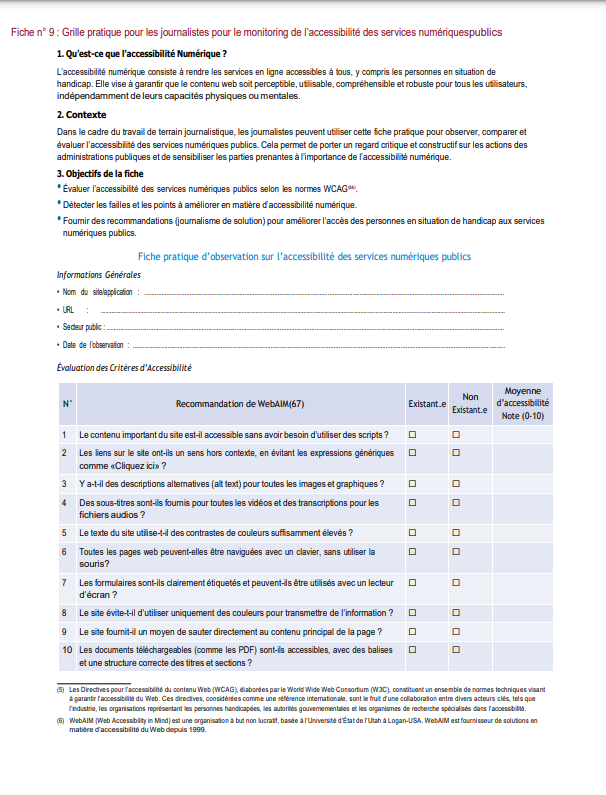 Fiche n° 9 : Grille pratique pour les journalistes pour le monitoring de l’accessibilité des services numériquespublics
1. Qu’est-ce que l’accessibilité Numérique ?
L’accessibilité numérique consiste à rendre les services en ligne accessibles à tous, y compris les personnes en situation de
handicap. Elle vise à garantir que le contenu web soit perceptible, utilisable, compréhensible et robuste pour tous les utilisateurs,
indépendamment de leurs capacités physiques ou mentales.
2. Contexte
Dans le cadre du travail de terrain journalistique, les journalistes peuvent utiliser cette fiche pratique pour observer, comparer et
évaluer l’accessibilité des services numériques publics. Cela permet de porter un regard critique et constructif sur les actions des
administrations publiques et de sensibiliser les parties prenantes à l’importance de l’accessibilité numérique.
3. Objectifs de la fiche
• Évaluer l’accessibilité des services numériques publics selon les normes WCAG(66).
• Détecter les failles et les points à améliorer en matière d’accessibilité numérique.
• Fournir des recommandations (journalisme de solution) pour améliorer l’accès des personnes en situation de handicap aux services
numériques publics.
Fiche pratique d’observation sur l’accessibilité des services numériques publics
Informations Générales
• Nom du site/application : ........................................
• URL : ........................................
• Secteur public : ........................................
• Date de l’observation : ........................................
Évaluation des Critères d’Accessibilité
N° Recommandation de WebAIM(67) Existant.e Non Existant.e Moyenne d’accessibilité Note (0-10)
1 Le contenu important du site est-il accessible sans avoir besoin d’utiliser des scripts ? ☐ ☐
2 Les liens sur le site ont-ils un sens hors contexte, en évitant les expressions génériques ☐ ☐
comme «Cliquez ici» ?
3 Y a-t-il des descriptions alternatives (alt text) pour toutes les images et graphiques ? ☐ ☐
4 Des sous-titres sont-ils fournis pour toutes les vidéos et des transcriptions pour les ☐ ☐
fichiers audios ?
5 Le texte du site utilise-t-il des contrastes de couleurs suffisamment élevés ? ☐ ☐
6 Toutes les pages web peuvent-elles être naviguées avec un clavier, sans utiliser la ☐ ☐
souris?
7 Les formulaires sont-ils clairement étiquetés et peuvent-ils être utilisés avec un lecteur ☐ ☐
d’écran ?
8 Le site évite-t-il d’utiliser uniquement des couleurs pour transmettre de l’information ? ☐ ☐
9 Le site fournit-il un moyen de sauter directement au contenu principal de la page ? ☐ ☐
10 Les documents téléchargeables (comme les PDF) sont-ils accessibles, avec des balises ☐ ☐
et une structure correcte des titres et sections ?
(5) Les Directives pour l’accessibilité du contenu Web (WCAG), élaborées par le World Wide Web Consortium (W3C), constituent un ensemble de normes techniques visant
à garantir l’accessibilité du Web. Ces directives, considérées comme une référence internationale, sont le fruit d’une collaboration entre divers acteurs clés, tels que
l’industrie, les organisations représentant les personnes handicapées, les autorités gouvernementales et les organismes de recherche spécialisés dans l’accessibilité.
(6) WebAIM (Web Accessibility in Mind) est une organisation à but non lucratif, basée à l’Université d’État de l’Utah à Logan-USA. WebAIM est fournisseur de solutions en
matière d’accessibilité du Web depuis 1999.